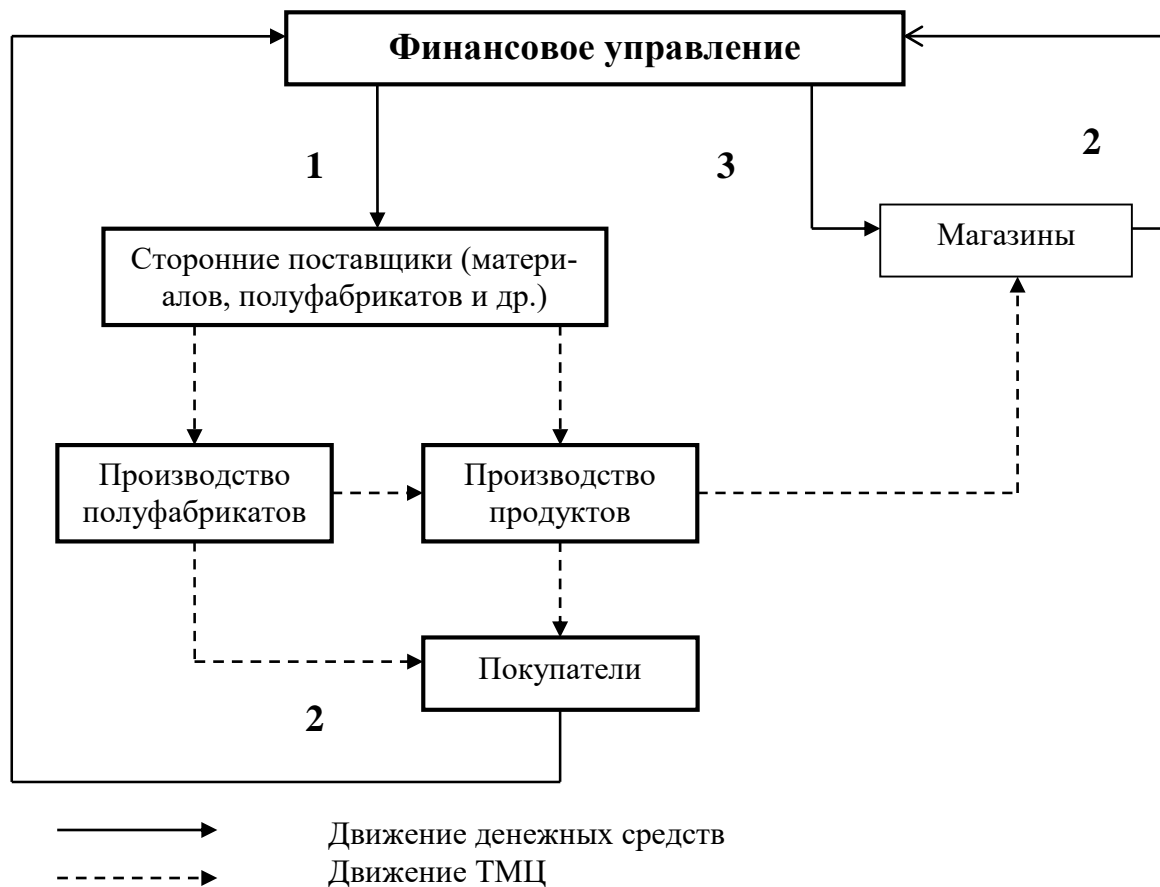 Финансовое управление
1
3
2
Магазины
Сторонние поставщики (матери-
алов, полуфабрикатов и др.)
Производство
полуфабрикатов
Производство
продуктов
Покупатели
2
Движение денежных средств
Движение ТМЦ